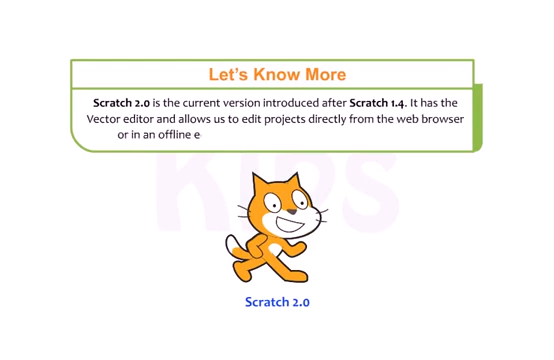 Let's Know More
Scratch 2.0 is the current version introduced after Scratch 1.4. It has the
Vector editor and allows us to edit projects directly from the web browser
or in an offline e
Kips
Scratch 2.0